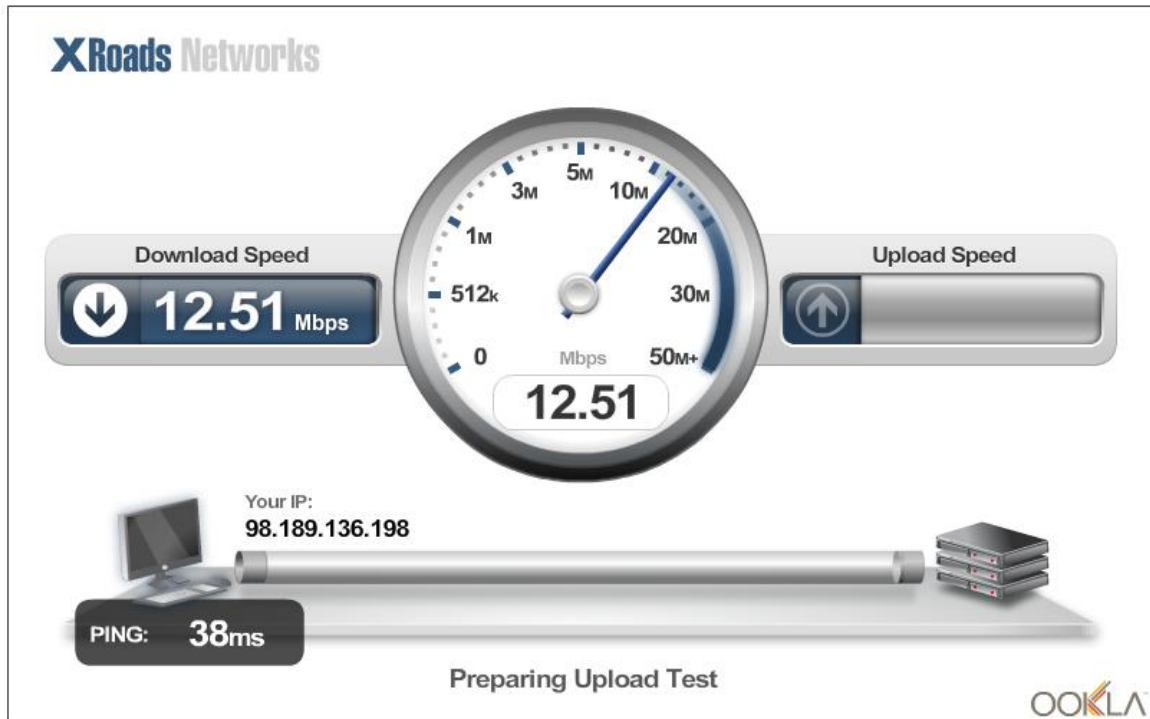 XRoads Networks
Download Speed
12.51 Mbps
Upload Speed
0
512k
1M
3M
5M
10M
20M
30M
50M+
Mbps
12.51
Your IP:
98.189.136.198
PING: 38ms
Preparing Upload Test
OOKLA